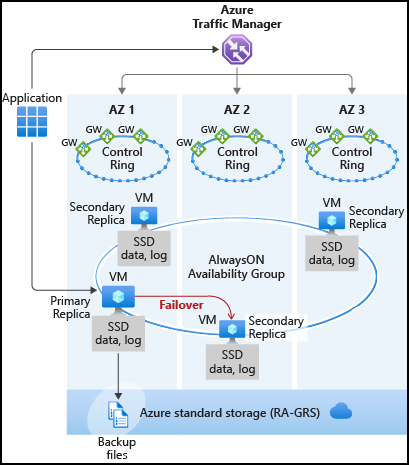 Azure
Traffic Manager
Application
AZ 1
AZ 2
AZ 3
GW GW GW
Control
Ring
GW GW GW
Control
Ring
GW GW GW
Control
Ring
VM
Secondary
Replica
SSD
data, log
VM
Secondary
Replica
SSD
data, log
AlwaysON
Availability Group
VM
Primary
Replica
SSD
data, log
Failover
VM
Secondary
Replica
SSD
data, log
Azure standard storage (RA-GRS)
Backup
files